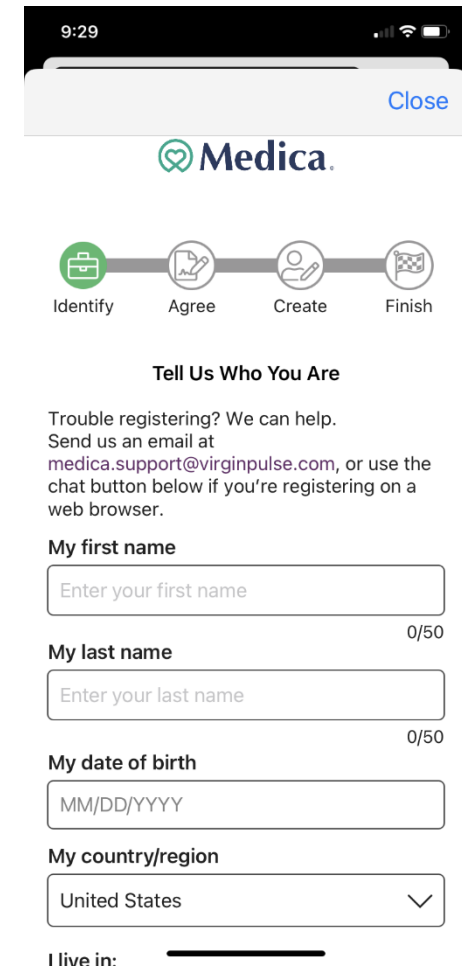 9:29
Close
Medica.
Identify Agree Create Finish
Tell Us Who You Are
Trouble registering? We can help.
Send us an email at
medica.support@virginpulse.com, or use the
chat button below if you're registering on a
web browser.
My first name
Enter your first name
0/50
My last name
Enter your last name
0/50
My date of birth
MM/DD/YYYY
My country/region
United States
I live in: